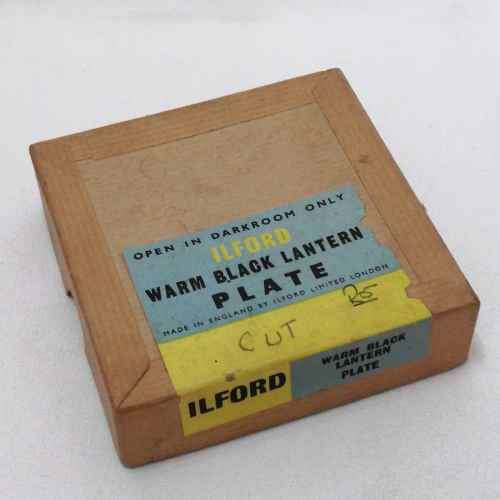 OPEN IN DARKROOM ONLY
ILFORD
WARM BLACK LANTERN
PLATE
MADE IN ENGLAND BY ILFORD LIMITED LONDON
CUT
ILFORD
WARM BLACK
LANTERN
PLATE